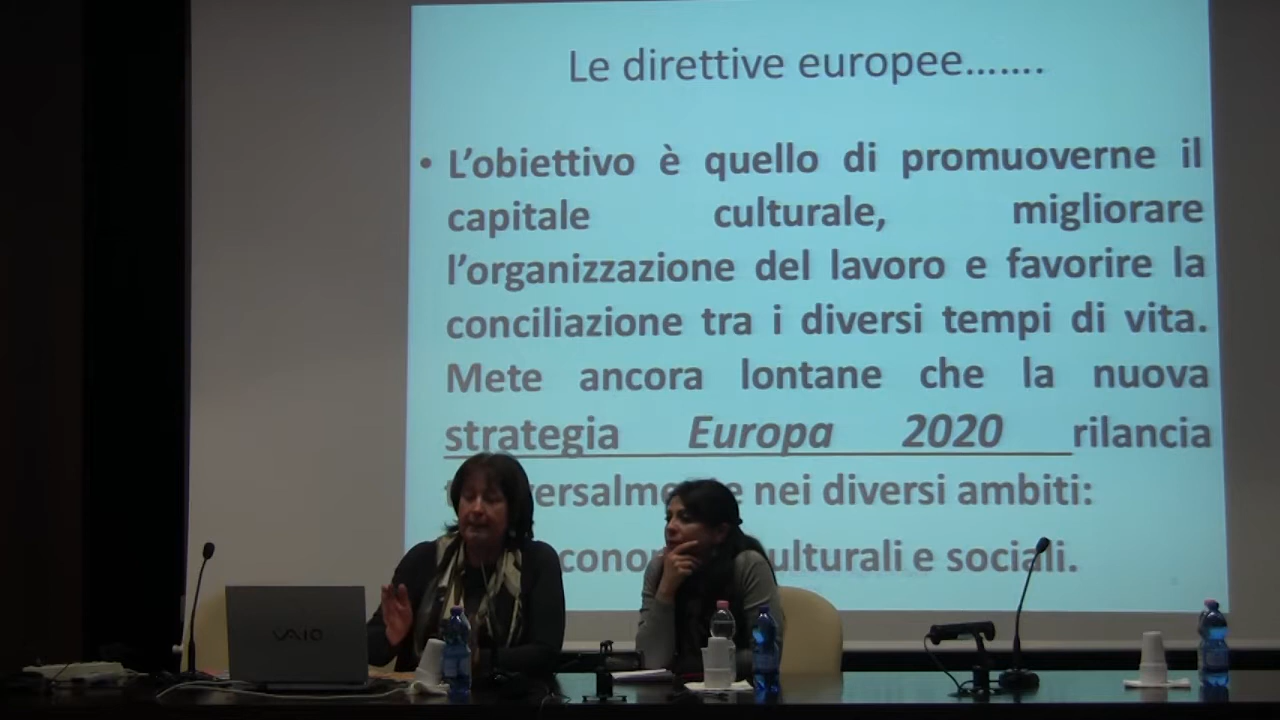 Le direttive europee.......
• L'obiettivo è quello di promuoverne il
capitale culturale, migliorare
l'organizzazione del lavoro e favorire la
conciliazione tra i diversi tempi di vita.
Mete ancora lontane che la nuova
strategia Europa 2020 rilancia
nei diversi ambiti:
e sociali.
VAIO